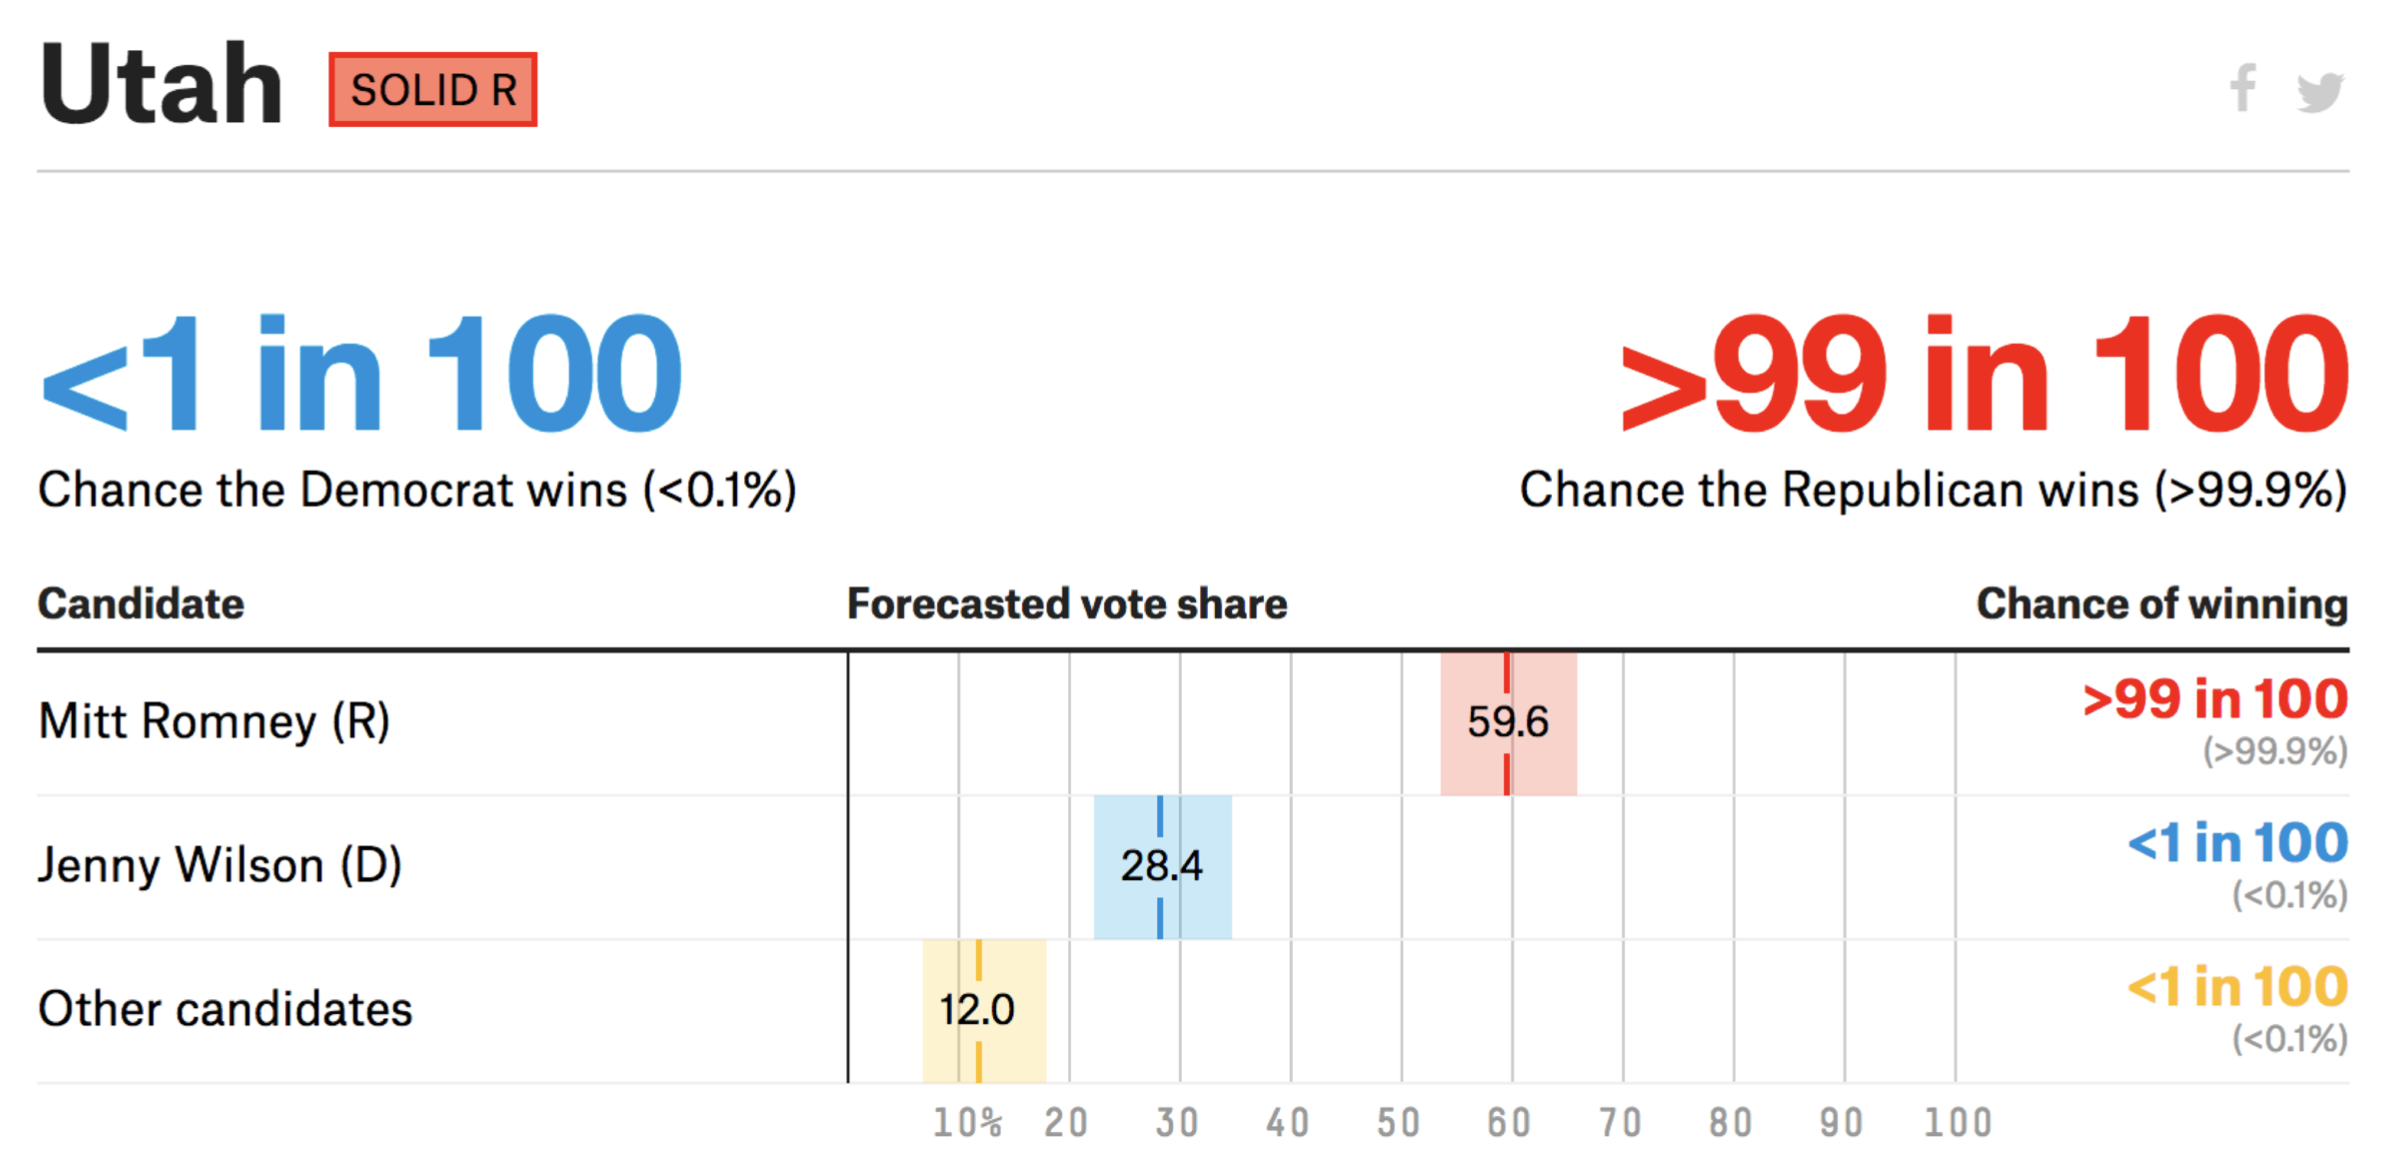 Utah SOLID R
<1 in 100 >99 in 100
Chance the Democrat wins (<0.1%) Chance the Republican wins (>99.9%)
Candidate Forecasted vote share Chance of winning
Mitt Romney (R) 59.6 >99 in 100
(>99.9%)
Jenny Wilson (D) 28.4 <1 in 100
(<0.1%)
Other candidates 12.0 <1 in 100
(<0.1%)
10% 20 30 40 50 60 70 80 90 100